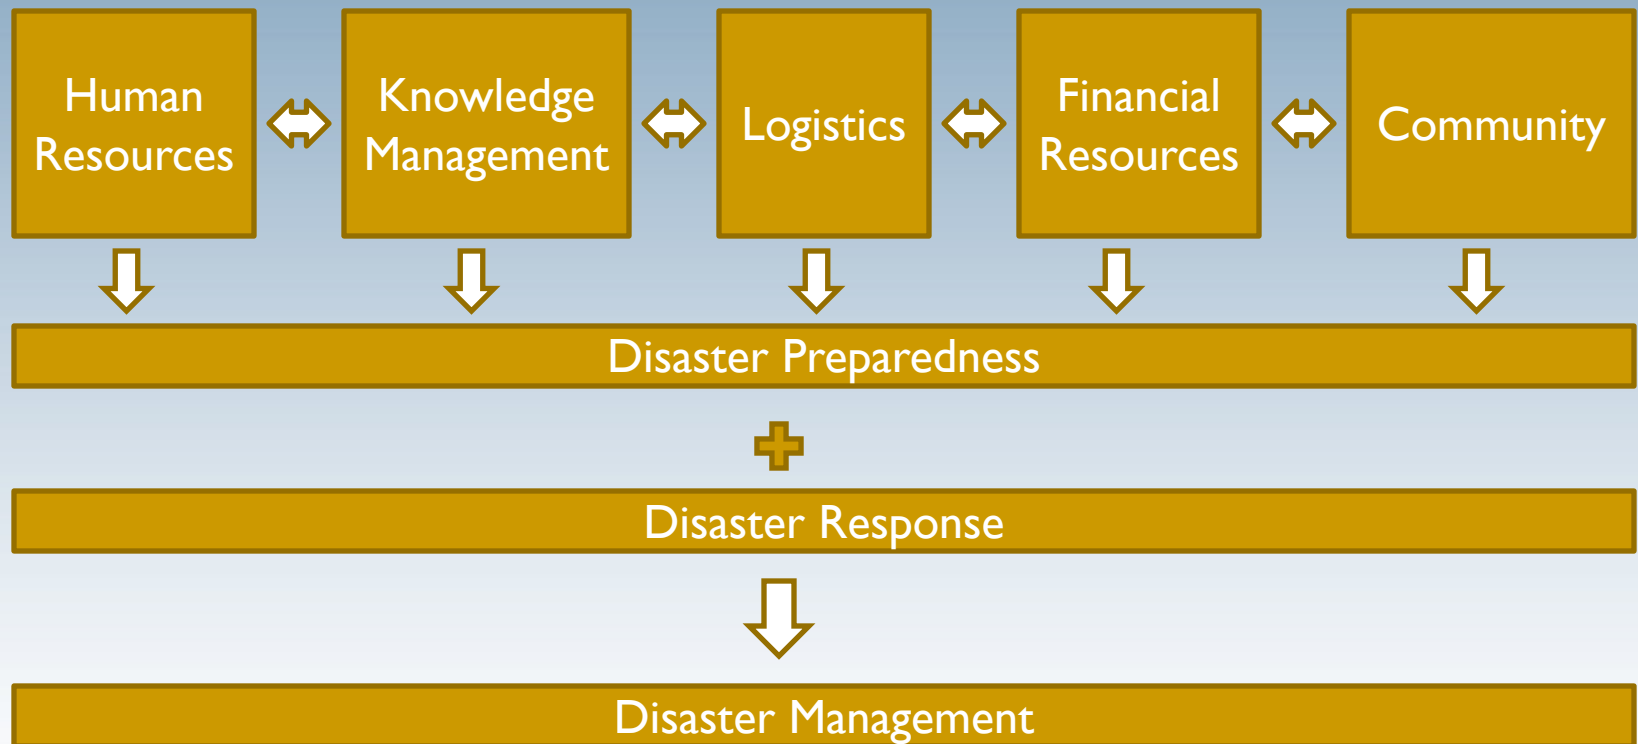 Human
Resources
Knowledge
Management
Logistics
Financial
Resources
Community
Disaster Preparedness
Disaster Response
Disaster Management